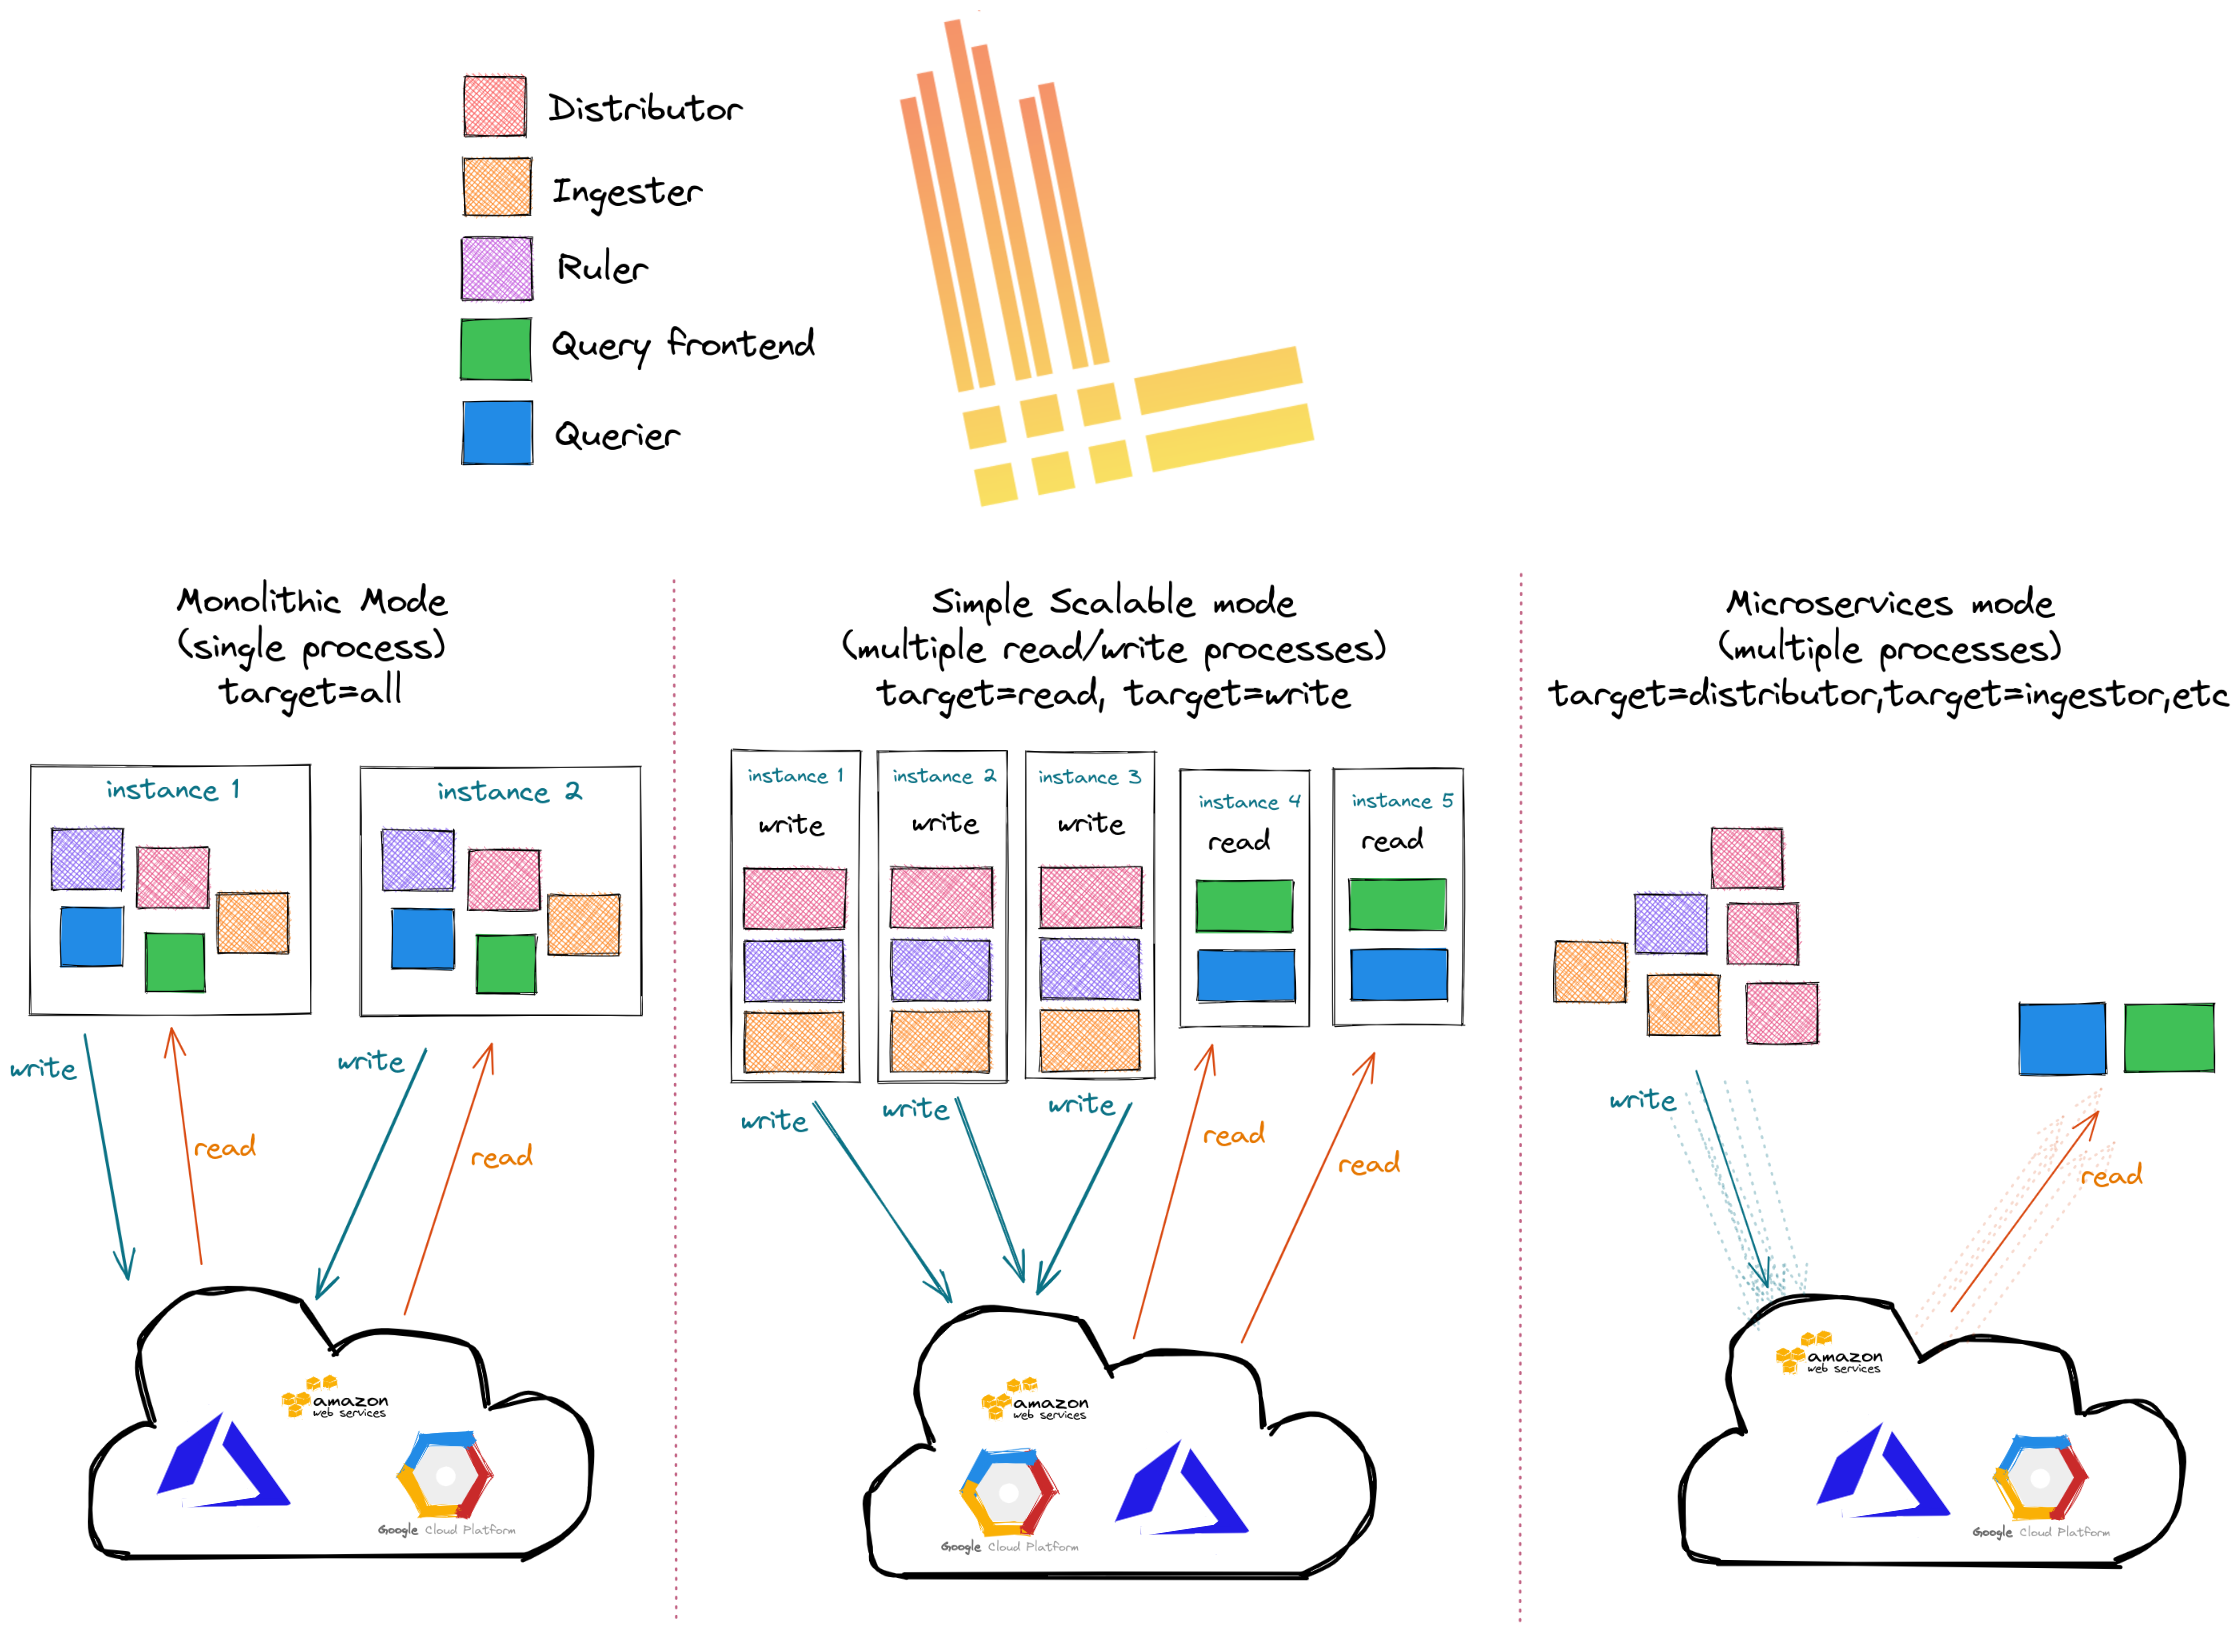 Distributor
Ingester
Ruler
Query frontend
Querier
Monolithic Mode
(single process)
target=all
instance 1
instance 2
write
read
write
read
amazon
web services
Google Cloud Platform
Simple Scalable mode
(multiple read/write processes)
target=read, target=write
instance 1
write
instance 2
write
instance 3
write
instance 4
read
instance 5
read
write
write
write
read
read
amazon
web services
Google Cloud Platform
Microservices mode
(multiple processes)
target=distributor,target=ingestor,etc
write
read
amazon
web services
Google Cloud Platform